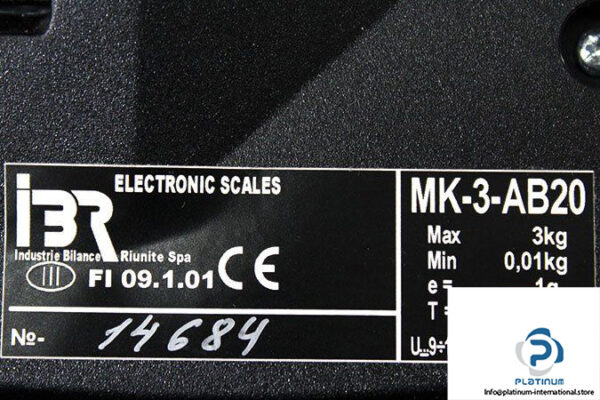 IBR
ELECTRONIC SCALES
Industrie Bilance Riunite Spa
III FI 09.1.01 CE
№- 14684
MK-3-AB20
Max 3kg
Min 0,01kg
e = 1g
T =
U
PLATINUM
Info@platinum-international.store